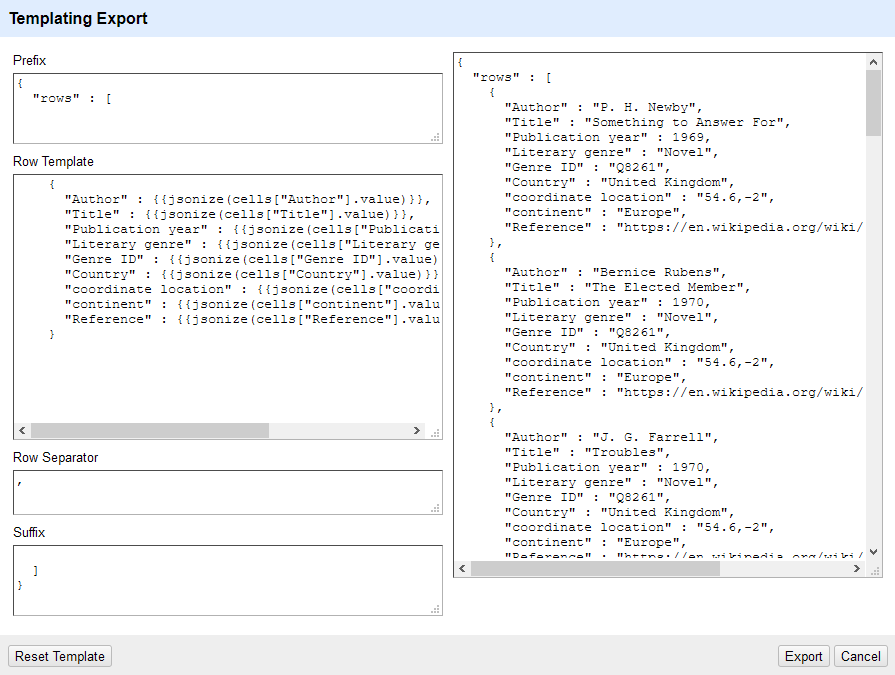 Templating Export
Prefix
{
  "rows" : [
Row Template
    {
      "Author" : {{jsonize(cells["Author"].value)}},
      "Title" : {{jsonize(cells["Title"].value)}},
      "Publication year" : {{jsonize(cells["Publicati
      "Literary genre" : {{jsonize(cells["Literary ge
      "Genre ID" : {{jsonize(cells["Genre ID"].value)
      "Country" : {{jsonize(cells["Country"].value)}}
      "coordinate location" : {{jsonize(cells["coordi
      "continent" : {{jsonize(cells["continent"].valu
      "Reference" : {{jsonize(cells["Reference"].valu
    }
Row Separator
,
Suffix
  ]
}
{
  "rows" : [
    {
      "Author" : "P. H. Newby",
      "Title" : "Something to Answer For",
      "Publication year" : 1969,
      "Literary genre" : "Novel",
      "Genre ID" : "Q8261",
      "Country" : "United Kingdom",
      "coordinate location" : "54.6,-2",
      "continent" : "Europe",
      "Reference" : "https://en.wikipedia.org/wiki/
    },
    {
      "Author" : "Bernice Rubens",
      "Title" : "The Elected Member",
      "Publication year" : 1970,
      "Literary genre" : "Novel",
      "Genre ID" : "Q8261",
      "Country" : "United Kingdom",
      "coordinate location" : "54.6,-2",
      "continent" : "Europe",
      "Reference" : "https://en.wikipedia.org/wiki/
    },
    {
      "Author" : "J. G. Farrell",
      "Title" : "Troubles",
      "Publication year" : 1970,
      "Literary genre" : "Novel",
      "Genre ID" : "Q8261",
      "Country" : "United Kingdom",
      "coordinate location" : "54.6,-2",
      "continent" : "Europe",
      "Reference" : "https://en.wikipedia.org/wiki/
Reset Template
Export
Cancel